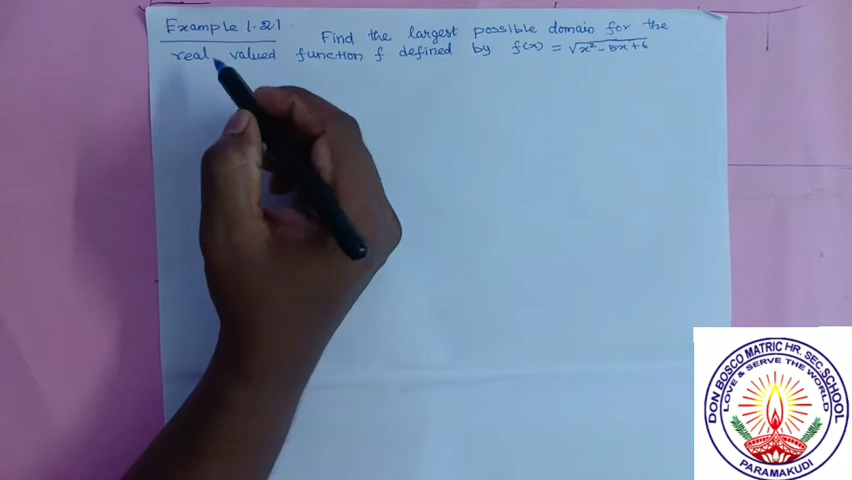 Example 1.21. Find the largest possible domain for the
real valued function f defined by f(x) = √x² - 5x + 6
DON BOSCO MATRIC HR. SEC. SCHOOL
LOVE & SERVE THE WORLD
PARAMAKUDI